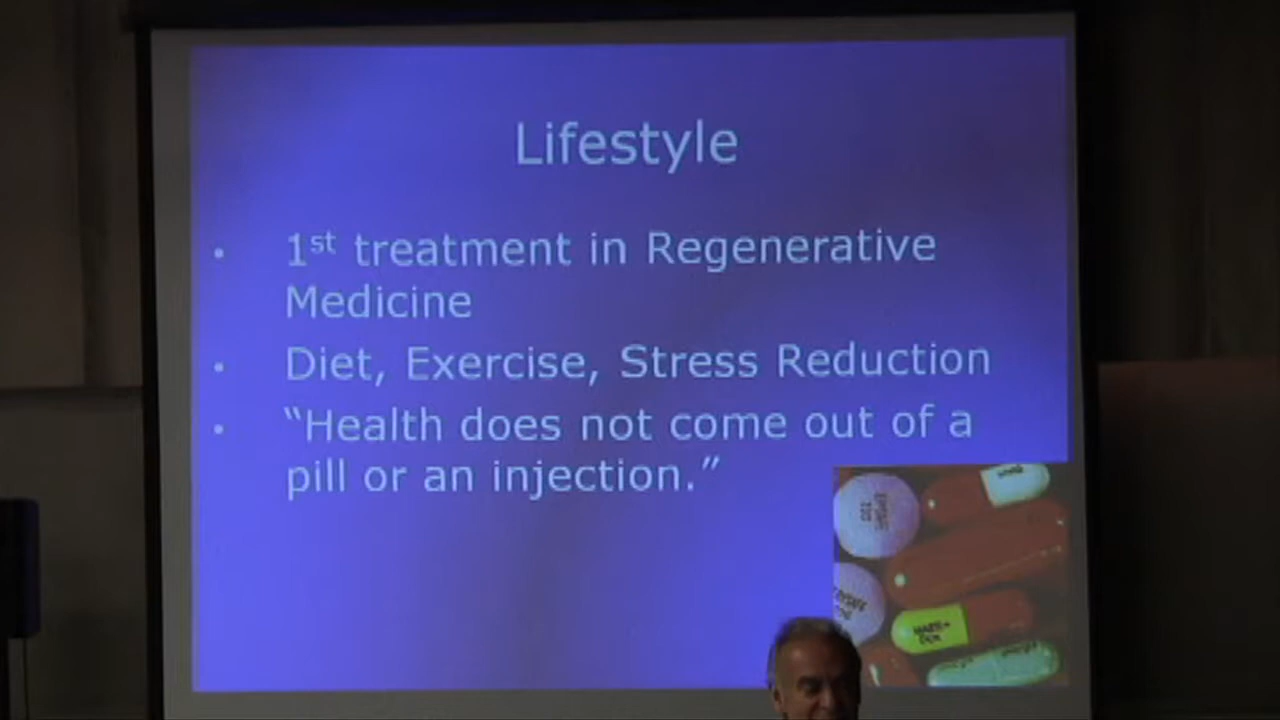 Lifestyle
• 1st treatment in Regenerative
Medicine
• Diet, Exercise, Stress Reduction
• “Health does not come out of a
pill or an injection.”